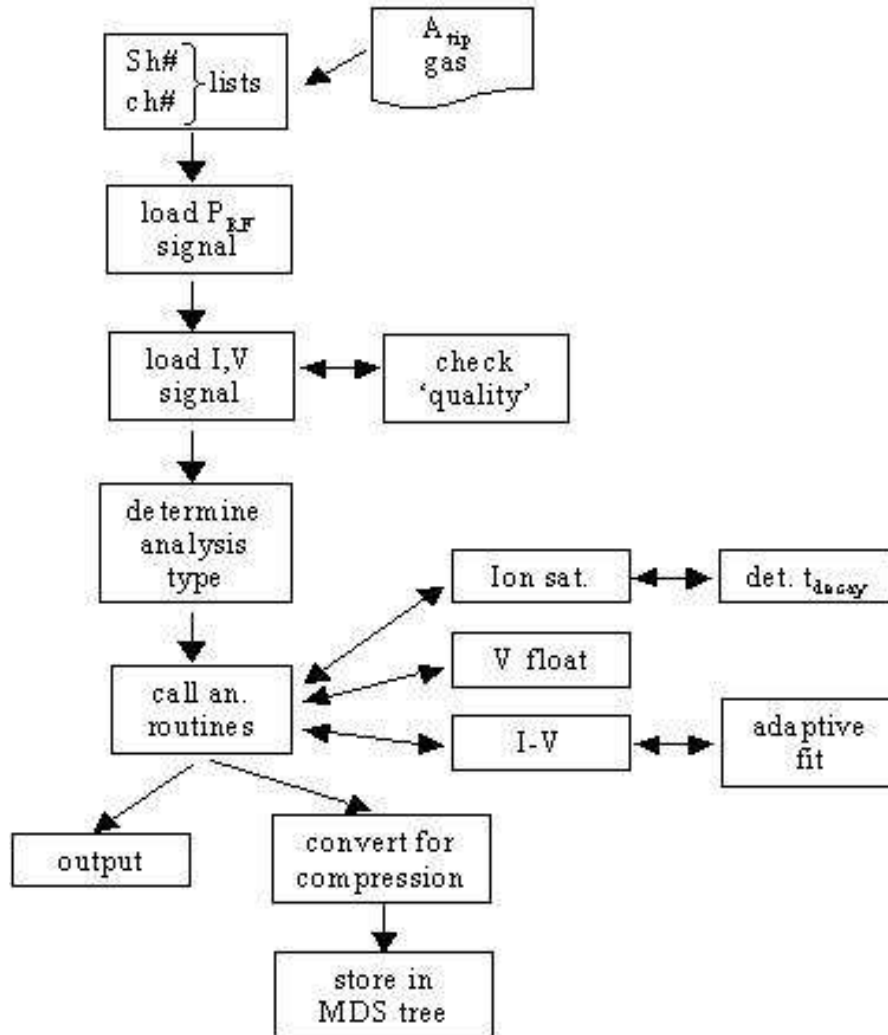 Sh#
ch#
lists
A tip
gas
load P RF
signal
load I,V
signal
check
‘quality’
determine
analysis
type
Ion sat.
det. t decay
V float
call an.
routines
I-V
adaptive
fit
output
convert for
compression
store in
MDS tree